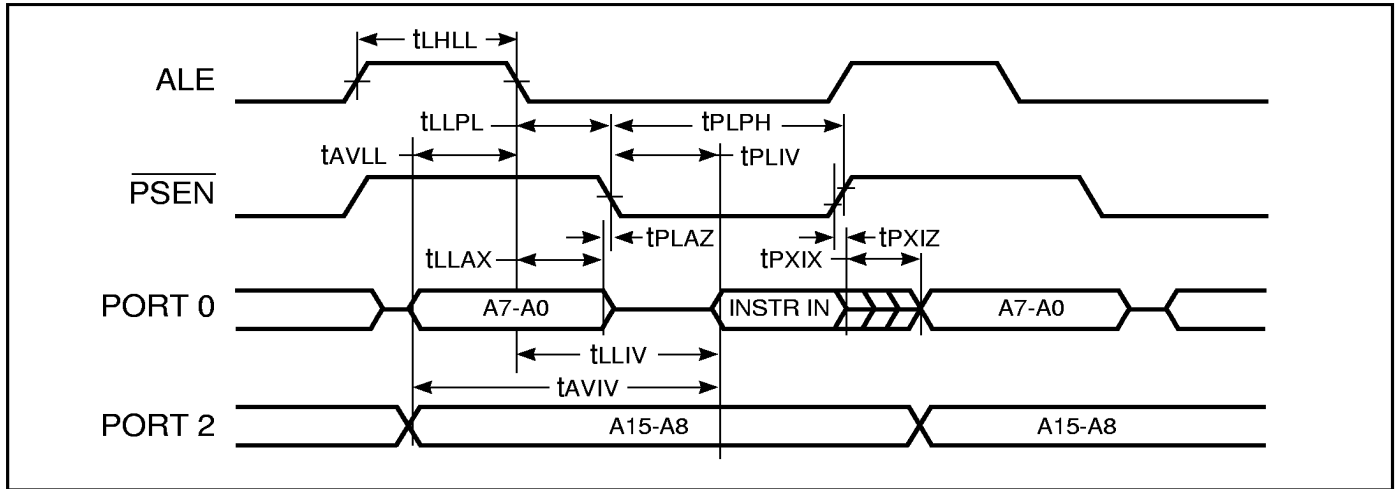 tLHLL
ALE
tLLPL
tPLPH
tAVLL
tPLIV
PSEN
tPLAZ
tPXIZ
tLLAX
tPXIX
PORT 0
A7-A0
INSTR IN
A7-A0
tLLIV
tAVIV
PORT 2
A15-A8
A15-A8